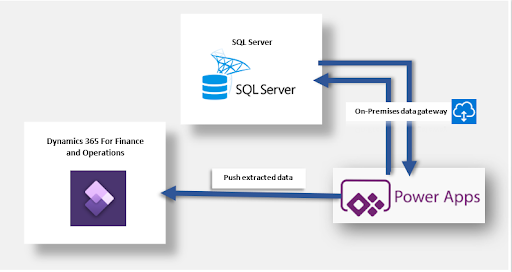 SQL Server
SQL Server
On-Premises data gateway
Dynamics 365 For Finance
and Operations
Push extracted data
Power Apps